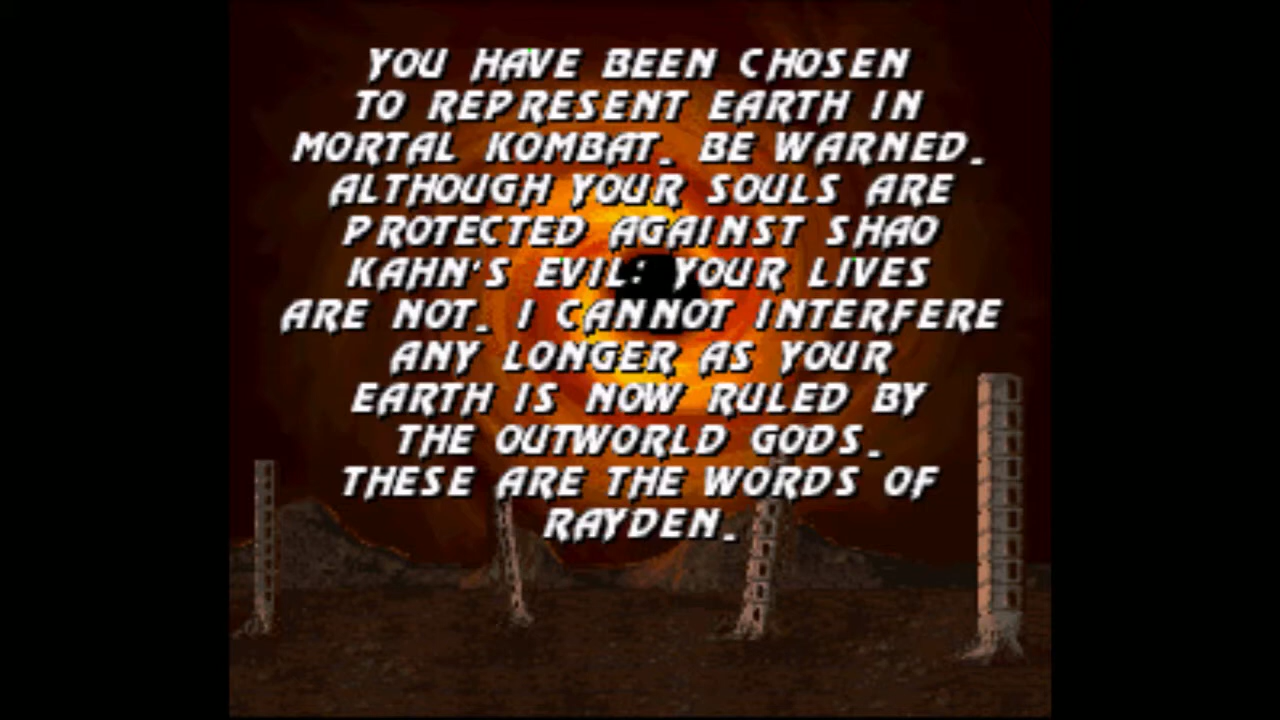 YOU HAVE BEEN CHOSEN
TO REPRESENT EARTH IN
MORTAL KOMBAT. BE WARNED.
ALTHOUGH YOUR SOULS ARE
PROTECTED AGAINST SHAO
KAHN'S EVIL: YOUR LIVES
ARE NOT. I CANNOT INTERFERE
ANY LONGER AS YOUR
EARTH IS NOW RULED BY
THE OUTWORLD GODS.
THESE ARE THE WORDS OF
RAYDEN.